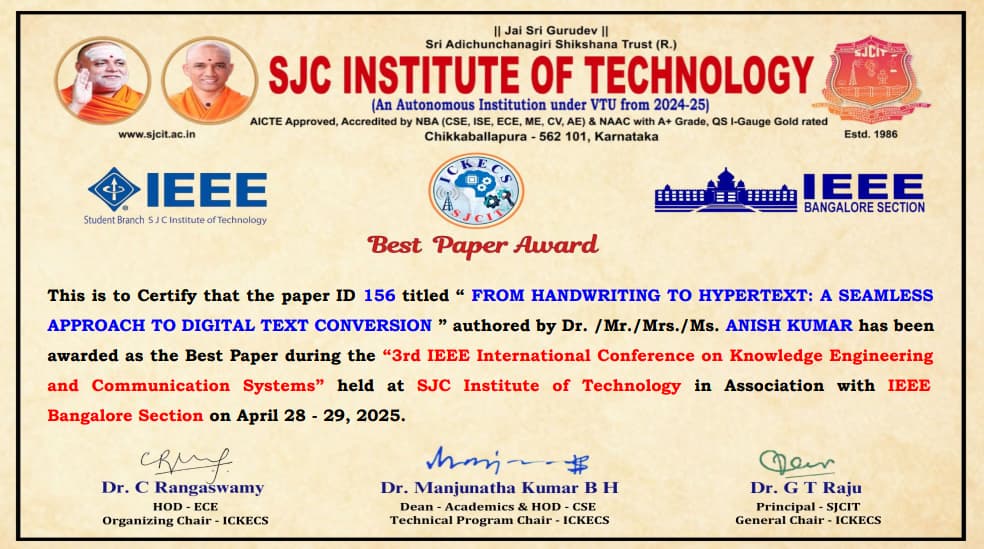 || Jai Sri Gurudev ||
Sri Adichunchanagiri Shikshana Trust (R.)
SJC INSTITUTE OF TECHNOLOGY
(An Autonomous Institution under VTU from 2024-25)
AICTE Approved, Accredited by NBA (CSE, ISE, ECE, ME, CV, AE) & NAAC with A+ Grade, QS I-Gauge Gold rated
Chikkaballapura - 562 101, Karnataka
www.sjcit.ac.in
SJCIT
Estd. 1986
IEEE
Student Branch S J C Institute of Technology
ICKECS
SJCIT
IEEE
BANGALORE SECTION
Best Paper Award
This is to Certify that the paper ID 156 titled “ FROM HANDWRITING TO HYPERTEXT: A SEAMLESS
APPROACH TO DIGITAL TEXT CONVERSION ” authored by Dr. /Mr./Mrs./Ms. ANISH KUMAR has been
awarded as the Best Paper during the “3rd IEEE International Conference on Knowledge Engineering
and Communication Systems” held at SJC Institute of Technology in Association with IEEE
Bangalore Section on April 28 - 29, 2025.
Dr. C Rangaswamy
HOD - ECE
Organizing Chair - ICKECS
Dr. Manjunatha Kumar B H
Dean - Academics & HOD - CSE
Technical Program Chair - ICKECS
Dr. G T Raju
Principal - SJCIT
General Chair - ICKECS